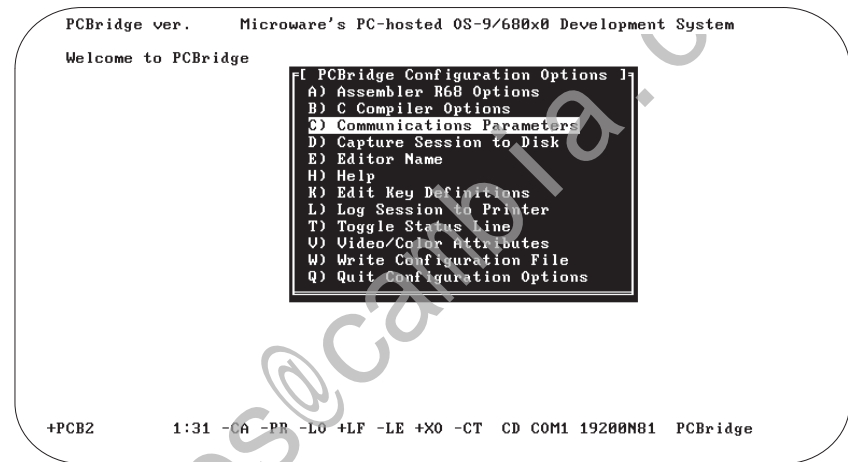 PCBridge ver. Microware's PC-hosted OS-9/680x0 Development System
Welcome to PCBridge
[ PCBridge Configuration Options ]
A) Assembler R68 Options
B) C Compiler Options
C) Communications Parameters
D) Capture Session to Disk
E) Editor Name
H) Help
K) Edit Key Definitions
L) Log Session to Printer
T) Toggle Status Line
V) Video/Color Attributes
W) Write Configuration File
Q) Quit Configuration Options
+PCB2 1:31 -CA -PR -LO +LF -LE +XO -CT CD COM1 19200N81 PCBridge
es@cambia.c